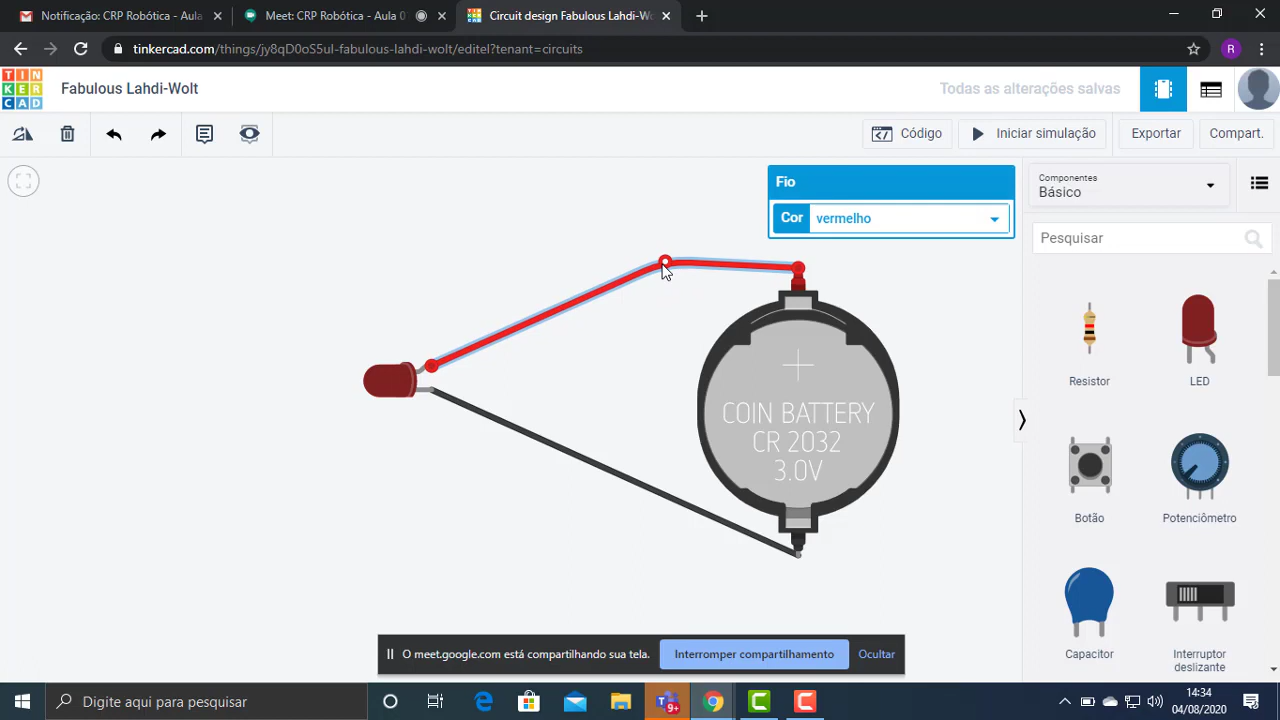 Notificação: CRP Robótica - Aula
Meet: CRP Robótica - Aula 0
Circuit design Fabulous Lahdi-Wo
tinkercad.com/things/jy8qD0oS5ul-fabulous-lahdi-wolt/editel?tenant=circuits
R
TIN
KER
CAD
Fabulous Lahdi-Wolt
Todas as alterações salvas
Código
Iniciar simulação
Exportar
Compart.
Fio
Cor
vermelho
Componentes
Básico
Pesquisar
Resistor
LED
Botão
Potenciômetro
Capacitor
Interruptor
deslizante
COIN BATTERY
CR 2032
3.0V
O meet.google.com está compartilhando sua tela.
Interromper compartilhamento
Ocultar
Digite aqui para pesquisar
9+
14:34
04/08/2020